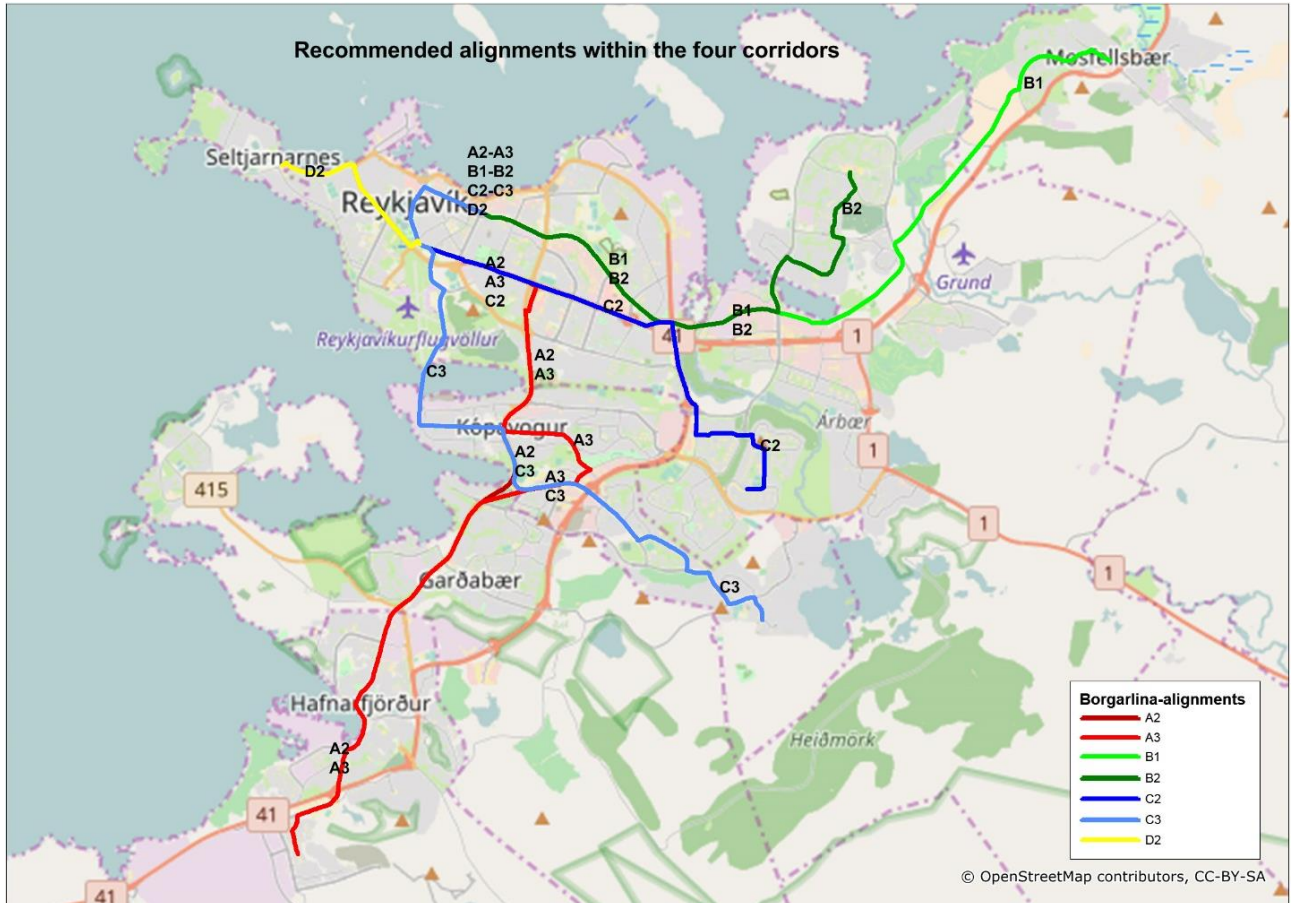 Recommended alignments within the four corridors
Mosfellsbær
B1
Seltjarnarnes
D2
A2-A3
B1-B2
C2-C3
D2
Reykjavík
B2
A2
A3
C2
B1
B2
C2
Grund
B1
B2
41
1
Reykjavíkurflugvöllur
C3
A2
A3
Kópavogur
A3
Árbær
C2
1
A2
C3
A3
C3
415
1
1
1
Garðabær
C3
Hafnarfjörður
A2
A3
Heiðmörk
41
41
Borgarlina-alignments
A2
A3
B1
B2
C2
C3
D2
© OpenStreetMap contributors, CC-BY-SA